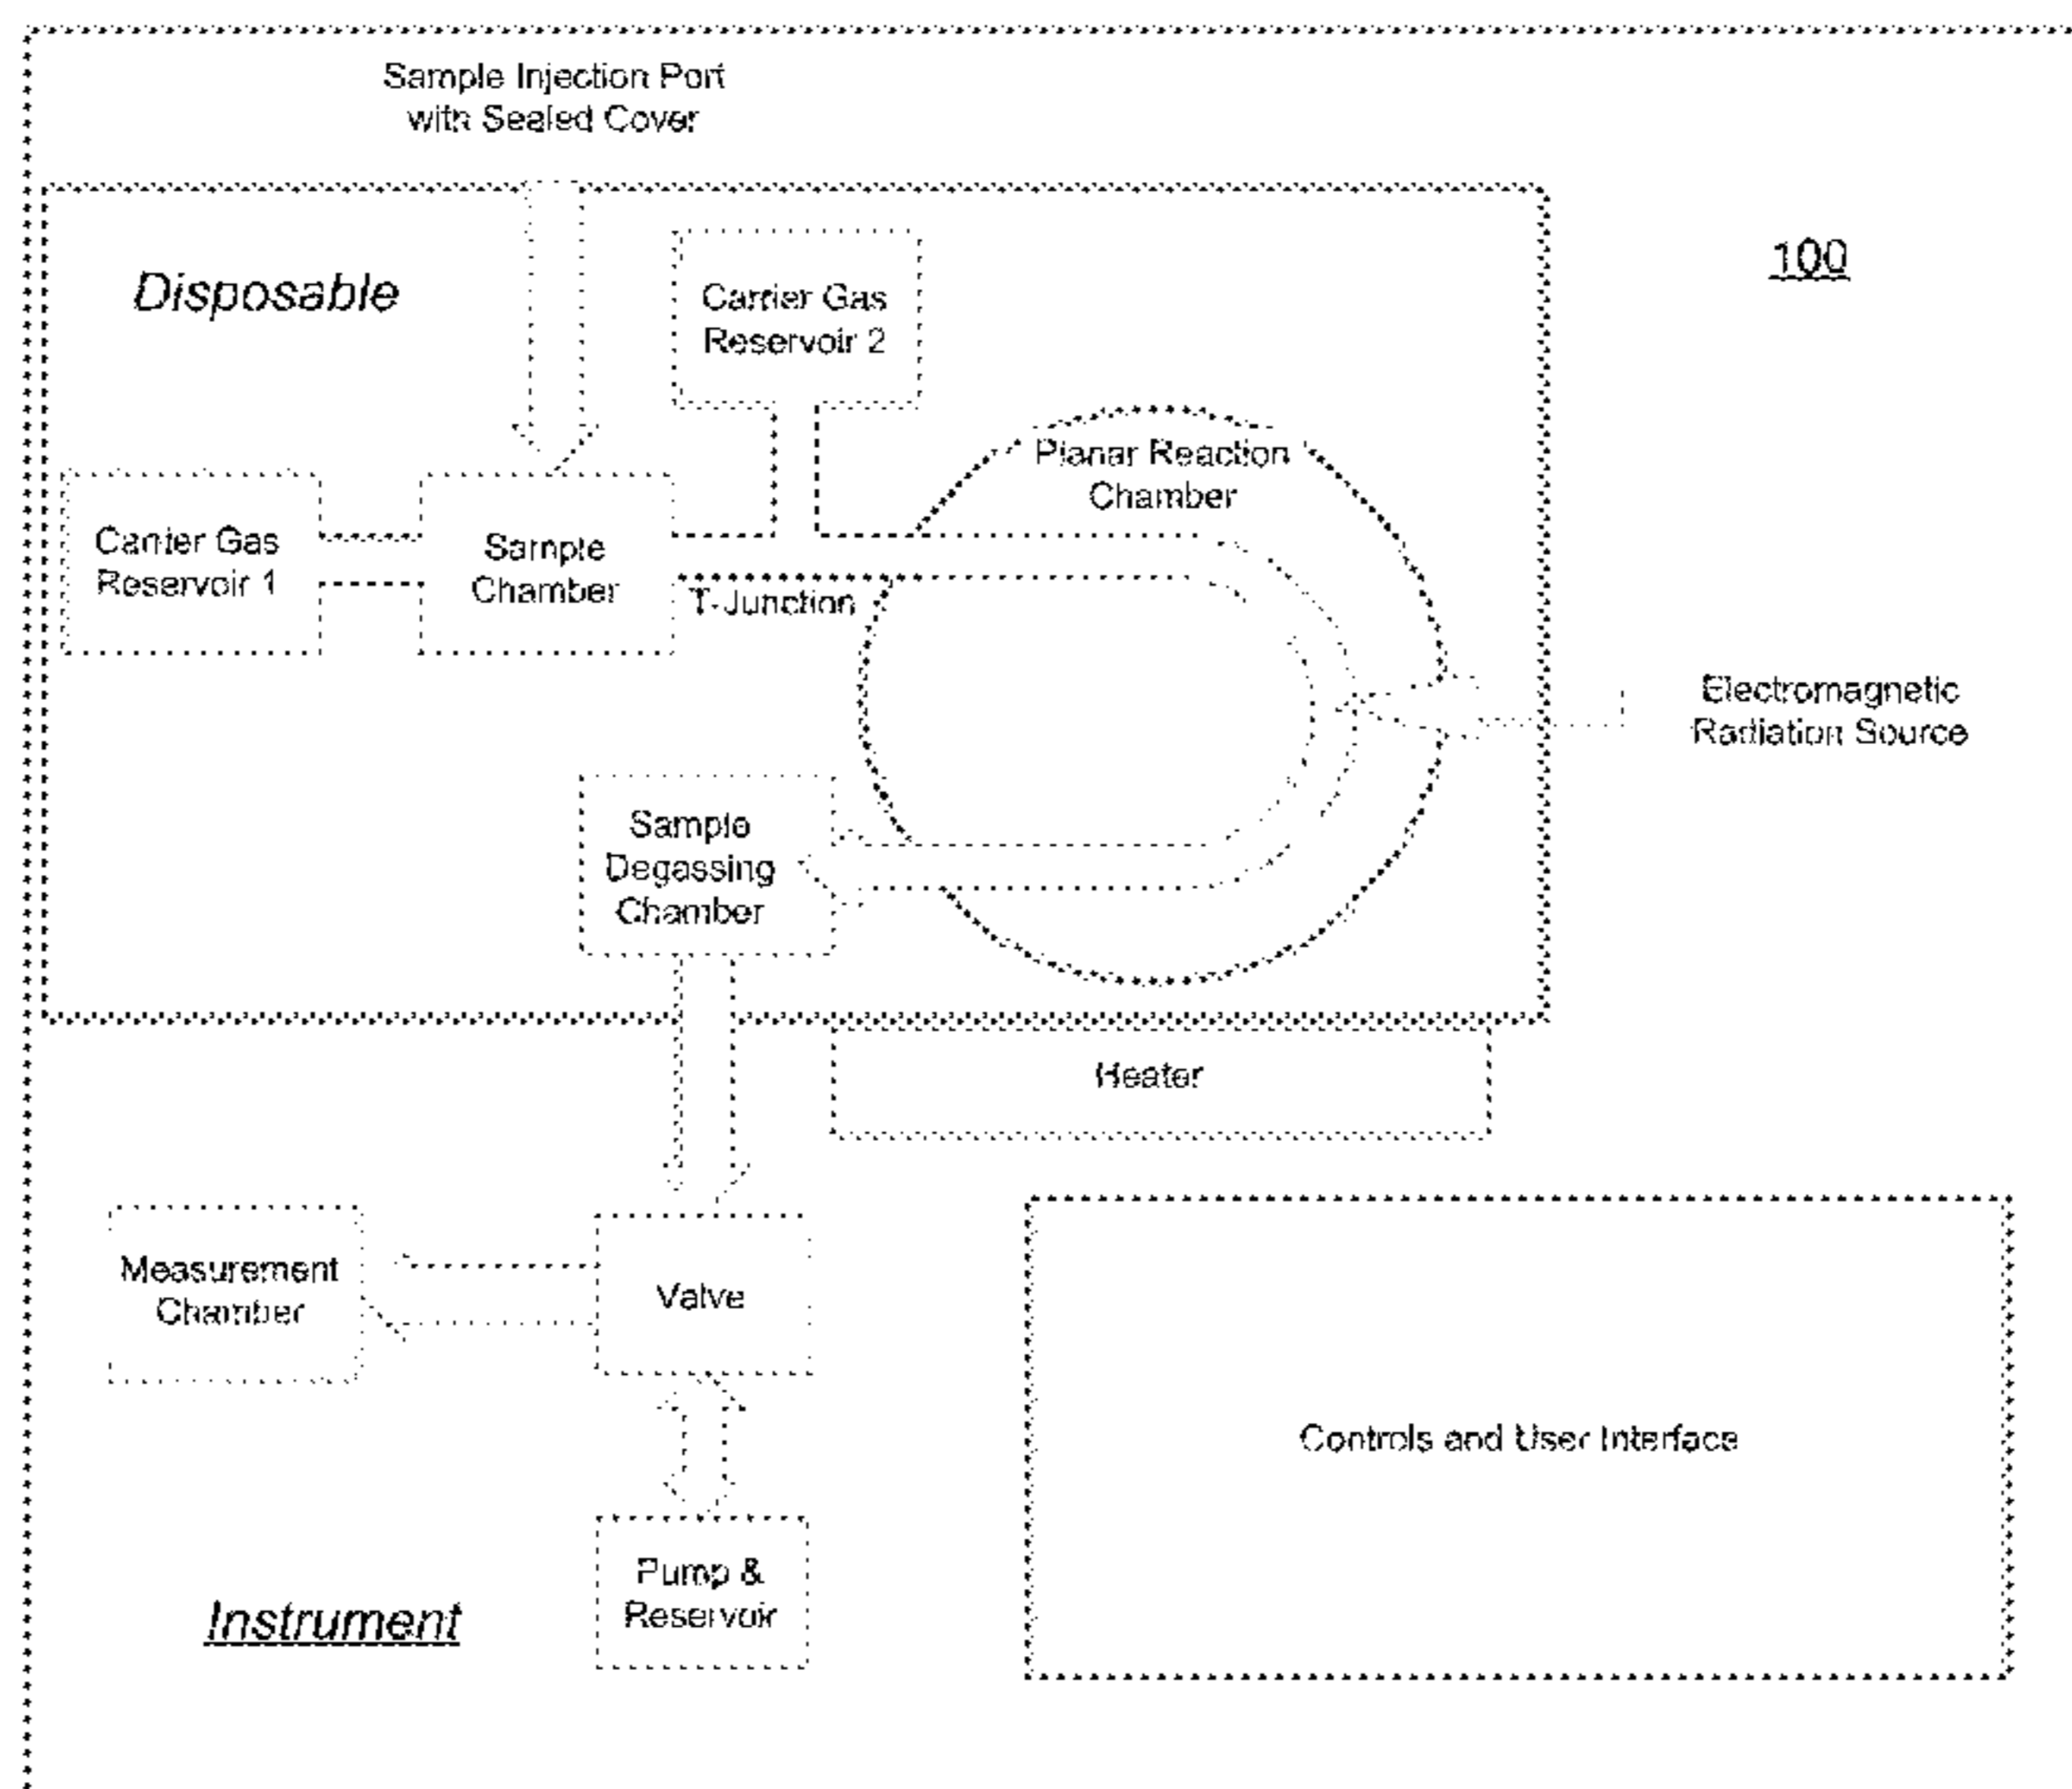 Sample Injection Port
with Sealed Cover
100
Disposable
Carrier Gas
Reservoir 2
Planar Reaction
Chamber
Carrier Gas
Reservoir 1
Sample
Chamber
T-Junction
Electromagnetic
Radiation Source
Sample
Degassing
Chamber
Heater
Measurement
Chamber
Valve
Controls and User Interface
Pump &
Reservoir
Instrument